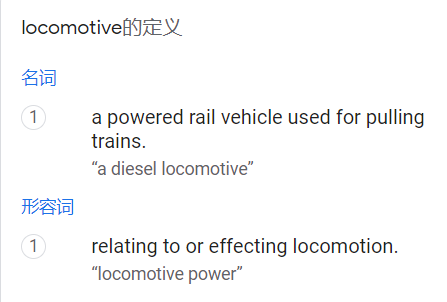 locomotive的定义
名词
1 a powered rail vehicle used for pulling
trains.
“a diesel locomotive”
形容词
1 relating to or effecting locomotion.
“locomotive power”